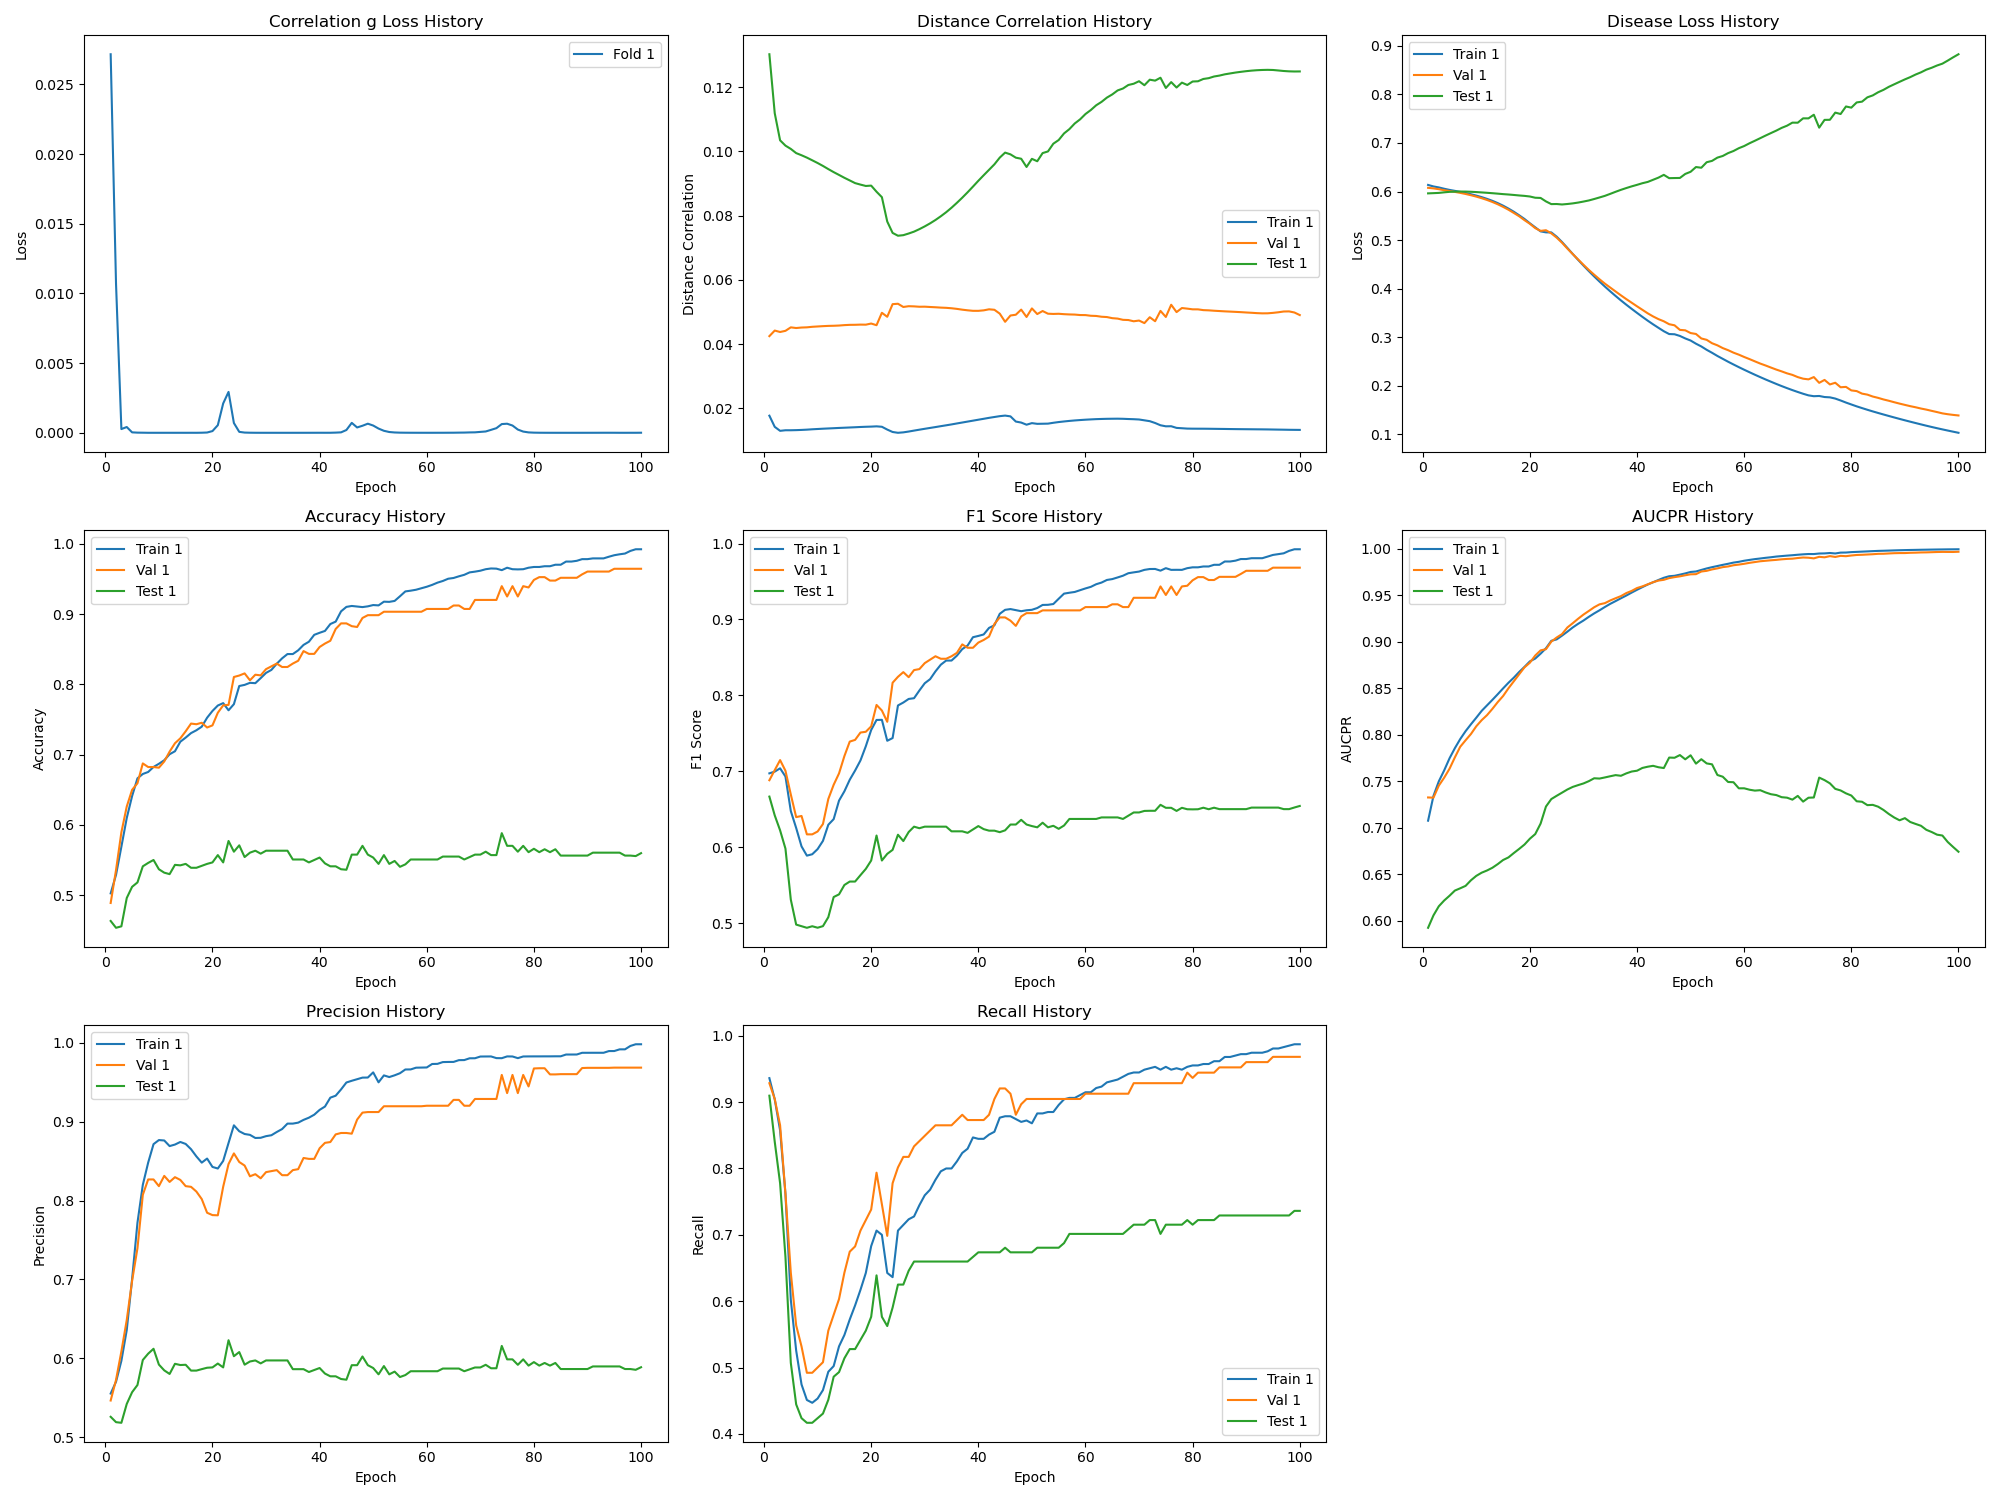 Correlation g Loss History
Fold 1
Loss
0.025
0.020
0.015
0.010
0.005
0.000
0 20 40 60 80 100
Epoch
Distance Correlation History
Train 1
Val 1
Test 1
Distance Correlation
0.12
0.10
0.08
0.06
0.04
0.02
0 20 40 60 80 100
Epoch
Disease Loss History
Train 1
Val 1
Test 1
Loss
0.9
0.8
0.7
0.6
0.5
0.4
0.3
0.2
0.1
0 20 40 60 80 100
Epoch
Accuracy History
Train 1
Val 1
Test 1
Accuracy
1.0
0.9
0.8
0.7
0.6
0.5
0 20 40 60 80 100
Epoch
F1 Score History
Train 1
Val 1
Test 1
F1 Score
1.0
0.9
0.8
0.7
0.6
0.5
0 20 40 60 80 100
Epoch
AUCPR History
Train 1
Val 1
Test 1
AUCPR
1.00
0.95
0.90
0.85
0.80
0.75
0.70
0.65
0.60
0 20 40 60 80 100
Epoch
Precision History
Train 1
Val 1
Test 1
Precision
1.0
0.9
0.8
0.7
0.6
0.5
0 20 40 60 80 100
Epoch
Recall History
Train 1
Val 1
Test 1
Recall
1.0
0.9
0.8
0.7
0.6
0.5
0.4
0 20 40 60 80 100
Epoch